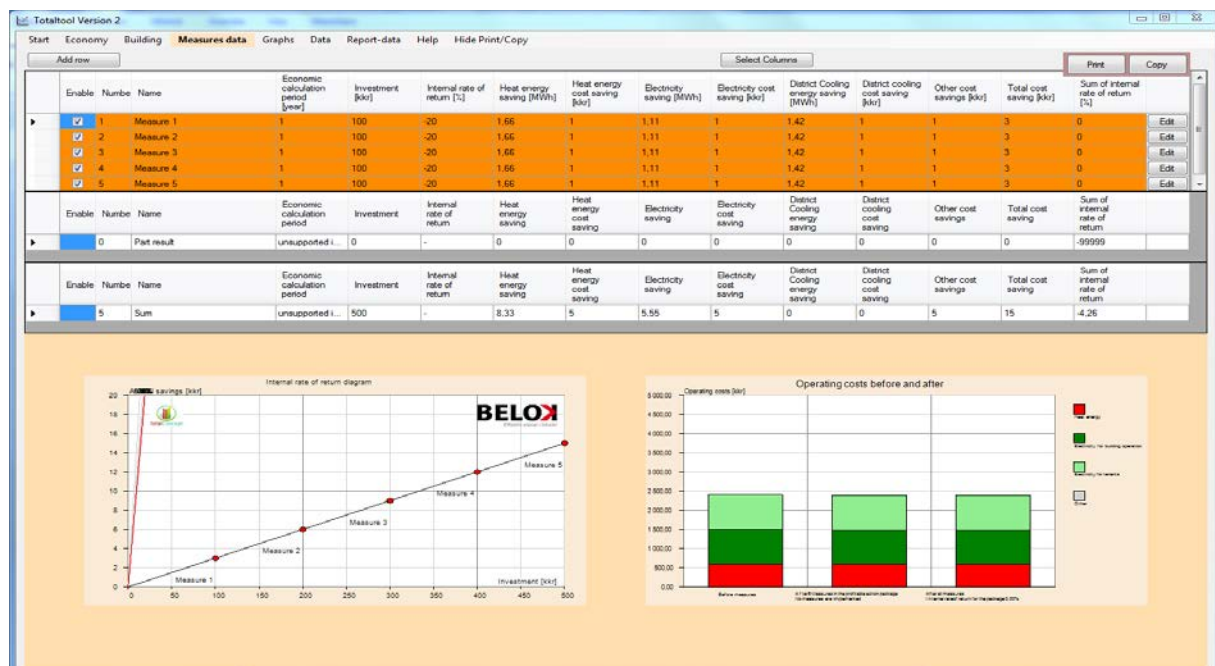 Totaltool Version 2
Start Economy Building Measures data Graphs Data Report-data Help Hide Print/Copy
Add row Select Columns Print Copy
Enable Numbe Name Economic calculation period [year] Investment [kkr] Internal rate of return [%] Heat energy saving [MWh] Heat energy cost saving [kkr] Electricity saving [MWh] Electricity cost saving [kkr] District Cooling energy saving [MWh] District cooling cost saving [kkr] Other cost savings [kkr] Total cost saving [kkr] Sum of internal rate of return [%]
1 Measure 1 1 100 -20 1,66 1 1,11 1 1,42 1 1 3 0 Edit
2 Measure 2 1 100 -20 1,66 1 1,11 1 1,42 1 1 3 0 Edit
3 Measure 3 1 100 -20 1,66 1 1,11 1 1,42 1 1 3 0 Edit
4 Measure 4 1 100 -20 1,66 1 1,11 1 1,42 1 1 3 0 Edit
5 Measure 5 1 100 -20 1,66 1 1,11 1 1,42 1 1 3 0 Edit
Enable Numbe Name Economic calculation period Investment Internal rate of return Heat energy saving Heat energy cost saving Electricity saving Electricity cost saving District Cooling energy saving District cooling cost saving Other cost savings Total cost saving Sum of internal rate of return
0 Part result unsupported i... 0 - 0 0 0 0 0 0 0 0 -99999
Enable Numbe Name Economic calculation period Investment Internal rate of return Heat energy saving Heat energy cost saving Electricity saving Electricity cost saving District Cooling energy saving District cooling cost saving Other cost savings Total cost saving Sum of internal rate of return
5 Sum unsupported i... 500 - 8.33 5 5.55 5 0 0 5 15 -4.26
Internal rate of return diagram
savings [kkr]
20
18
16
14
12
10
8
6
4
2
0
BELOK
Measure 5
Measure 4
Measure 3
Measure 2
Measure 1
Investment [kkr]
0 50 100 150 200 250 300 350 400 450 500
Operating costs before and after
Operating costs [kkr]
5 000,00
4 500,00
4 000,00
3 500,00
3 000,00
2 500,00
2 000,00
1 500,00
1 000,00
500,00
0,00
Before measures